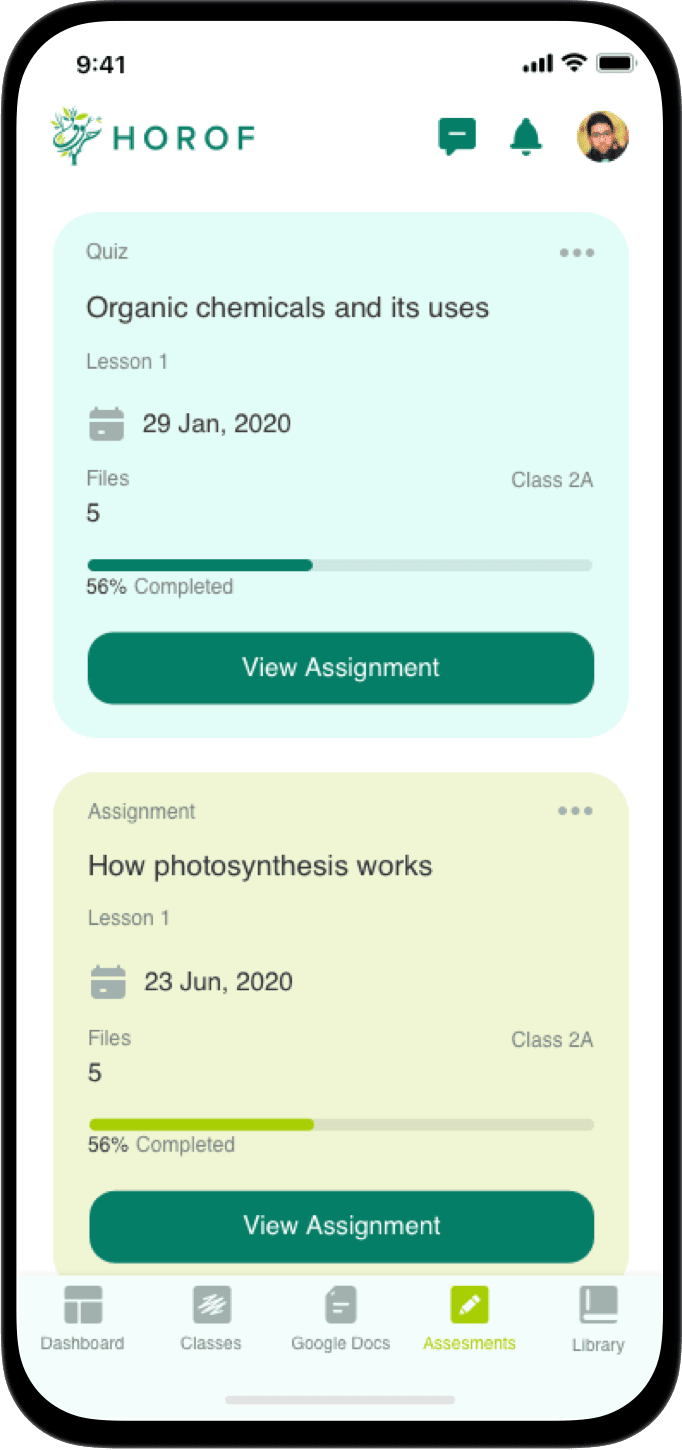 9:41
HOROF
Quiz
Organic chemicals and its uses
Lesson 1
29 Jan, 2020
Files
Class 2A
5
56% Completed
View Assignment
Assignment
How photosynthesis works
Lesson 1
23 Jun, 2020
Files
Class 2A
5
56% Completed
View Assignment
Dashboard
Classes
Google Docs
Assesments
Library